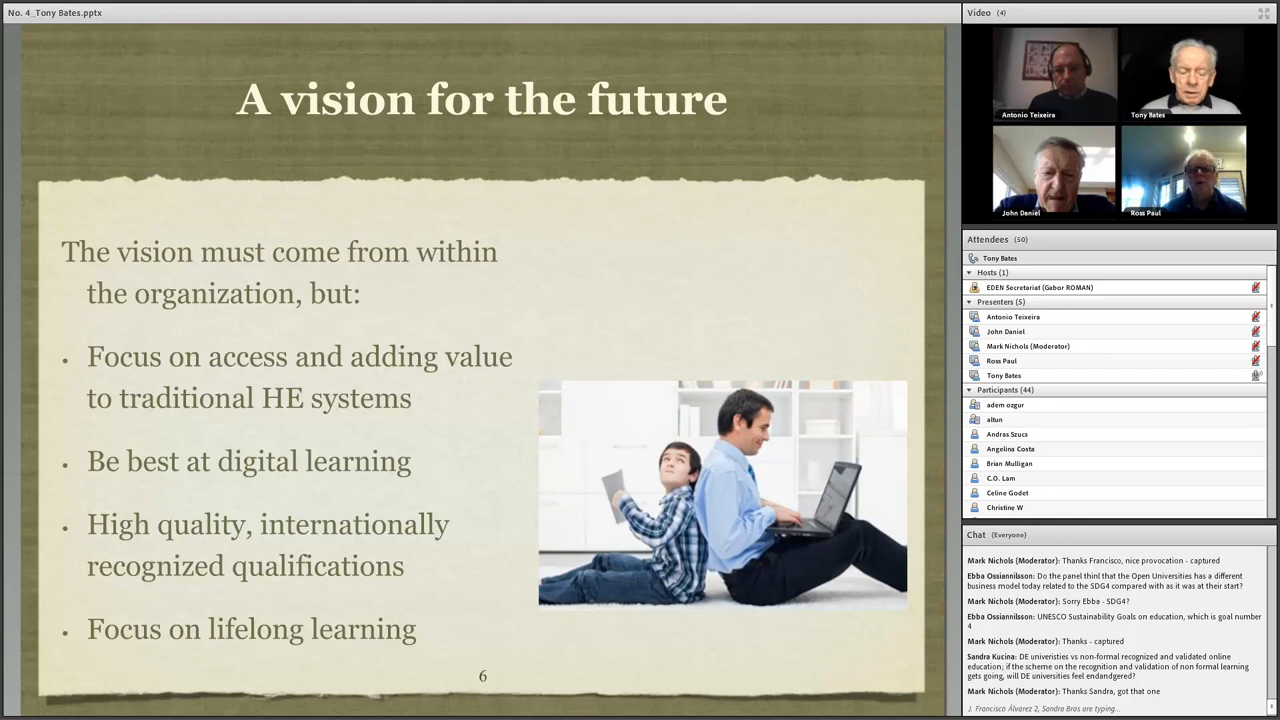 No. 4_Tony Bates.pptx
A vision for the future
The vision must come from within
the organization, but:
• Focus on access and adding value
to traditional HE systems
• Be best at digital learning
• High quality, internationally
recognized qualifications
• Focus on lifelong learning
6
Video (4)
Antonio Teixeira
Tony Bates
John Daniel
Ross Paul
Attendees (50)
Tony Bates
Hosts (1)
EDEN Secretariat (Gabor ROMAN)
Presenters (5)
Antonio Teixeira
John Daniel
Mark Nichols (Moderator)
Ross Paul
Tony Bates
Participants (44)
adem ozgur
altun
Andras Szucs
Angelina Costa
Brian Mulligan
C.O. Lam
Celine Godet
Christine W
Chat (Everyone)
Mark Nichols (Moderator): Thanks Francisco, nice provocation - captured
Ebba Ossiannilsson: Do the panel thinl that the Open Universities has a different
business model today related to the SDG4 compared with as it was at their start?
Mark Nichols (Moderator): Sorry Ebba - SDG4?
Ebba Ossiannilsson: UNESCO Sustainability Goals on education, which is goal number
4
Mark Nichols (Moderator): Thanks - captured
Sandra Kucina: DE univeristies vs non-formal recognized and validated online
education; if the scheme on the recognition and validation of non formal learning
gets going, will DE universities feel endandgered?
Mark Nichols (Moderator): Thanks Sandra, got that one
J. Francisco Álvarez 2, Sandra Bras are typing...